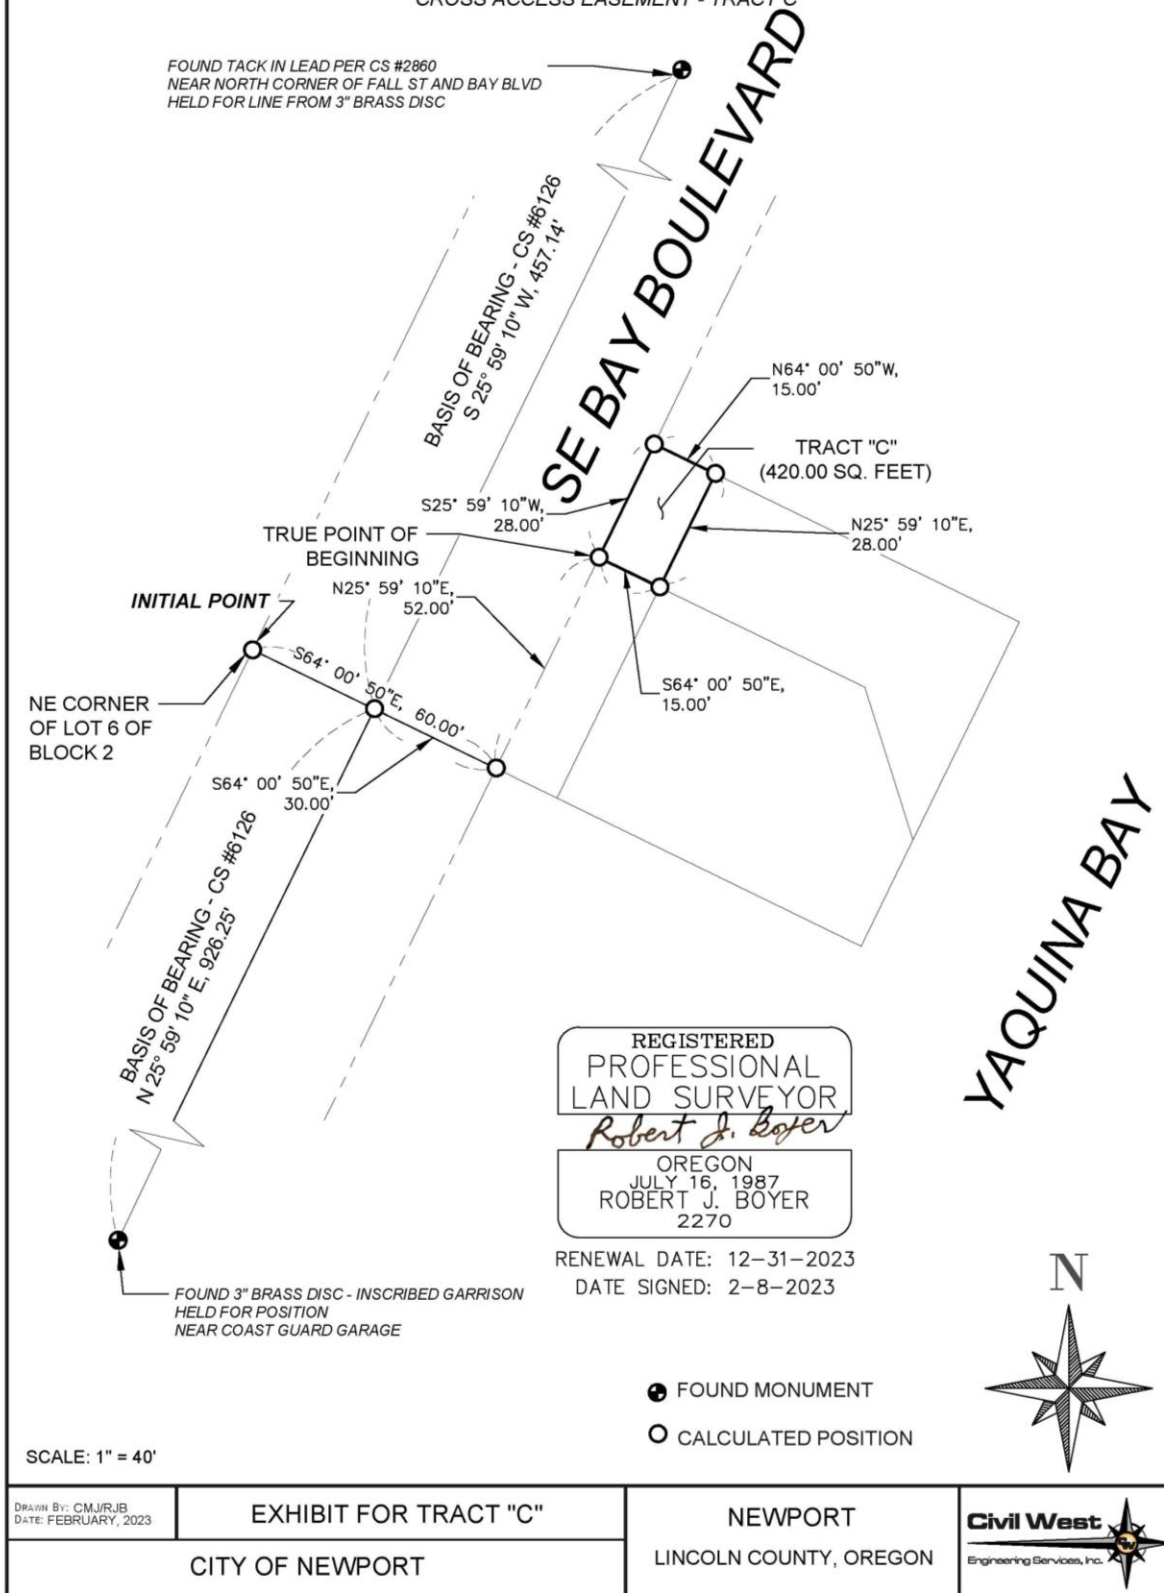 CROSS ACCESS EASEMENT - TRACT C
FOUND TACK IN LEAD PER CS #2860
NEAR NORTH CORNER OF FALL ST AND BAY BLVD
HELD FOR LINE FROM 3" BRASS DISC
SE BAY BOULEVARD
BASIS OF BEARING - CS #6126
S 25° 59' 10" W, 457.14'
N64° 00' 50"W,
15.00'
TRACT "C"
(420.00 SQ. FEET)
S25° 59' 10"W,
28.00'
N25° 59' 10"E,
28.00'
TRUE POINT OF
BEGINNING
N25° 59' 10"E,
52.00'
INITIAL POINT
S64° 00' 50"E, 60.00'
S64° 00' 50"E,
15.00'
NE CORNER
OF LOT 6 OF
BLOCK 2
S64° 00' 50"E,
30.00'
BASIS OF BEARING - CS #6126
N 25° 59' 10" E, 926.25'
YAQUINA BAY
REGISTERED
PROFESSIONAL
LAND SURVEYOR
Robert J. Boyer
OREGON
JULY 16, 1987
ROBERT J. BOYER
2270
RENEWAL DATE: 12-31-2023
DATE SIGNED: 2-8-2023
FOUND 3" BRASS DISC - INSCRIBED GARRISON
HELD FOR POSITION
NEAR COAST GUARD GARAGE
N
FOUND MONUMENT
CALCULATED POSITION
SCALE: 1" = 40'
DRAWN BY: CMJ/RJB
DATE: FEBRUARY, 2023
EXHIBIT FOR TRACT "C"
CITY OF NEWPORT
NEWPORT
LINCOLN COUNTY, OREGON
Civil West
Engineering Services, Inc.